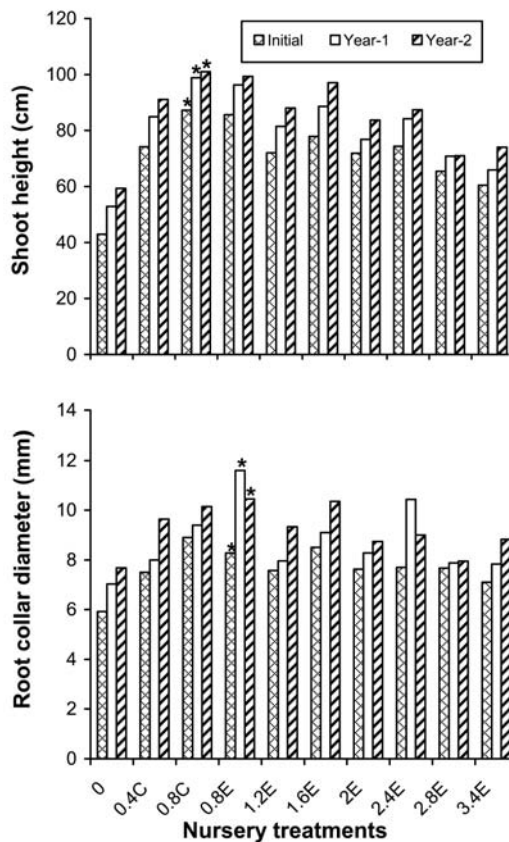 Initial Year-1 Year-2
Shoot height (cm)
120
100
80
60
40
20
0
* * *
Root collar diameter (mm)
14
12
10
8
6
4
2
0
* * *
0 0.4C 0.8C 0.8E 1.2E 1.6E 2E 2.4E 2.8E 3.4E
Nursery treatments